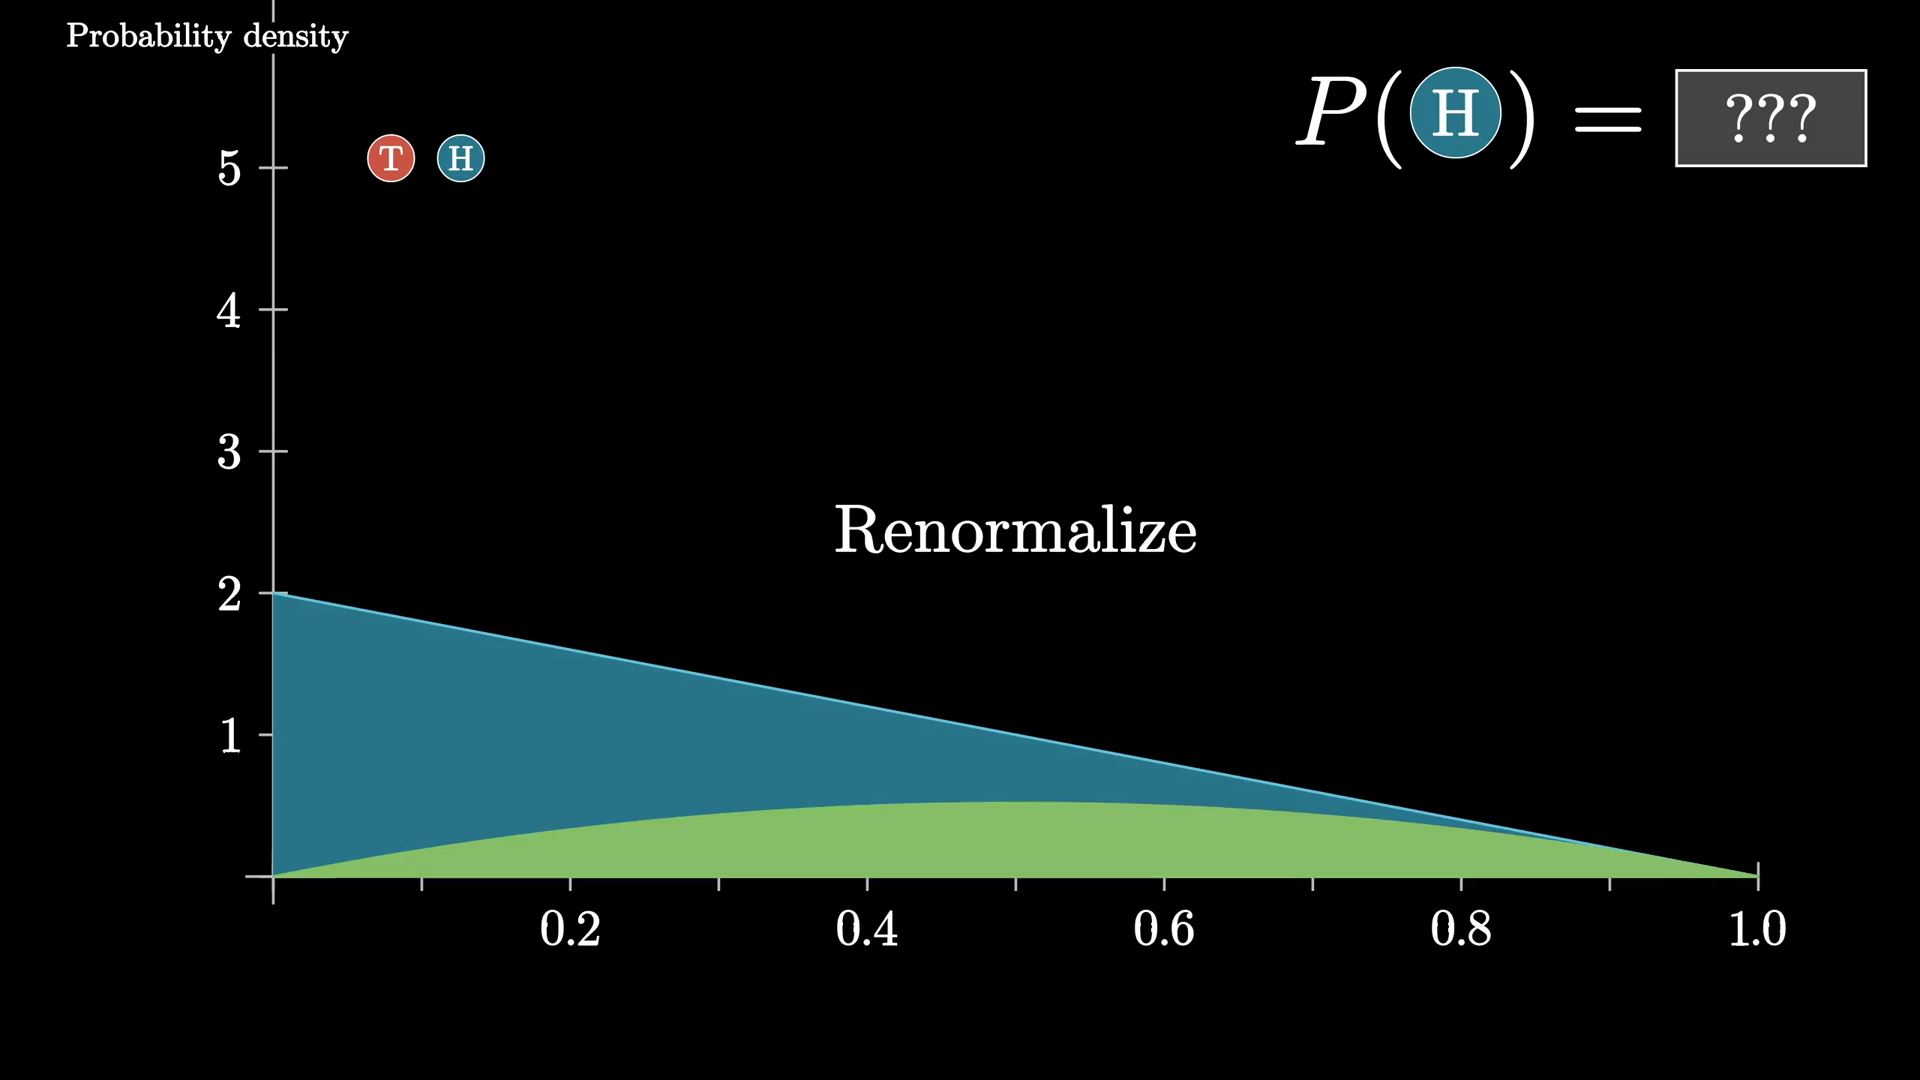 Probability density
P(H) = ???
5 T H
4
3
Renormalize
2
1
0.2 0.4 0.6 0.8 1.0